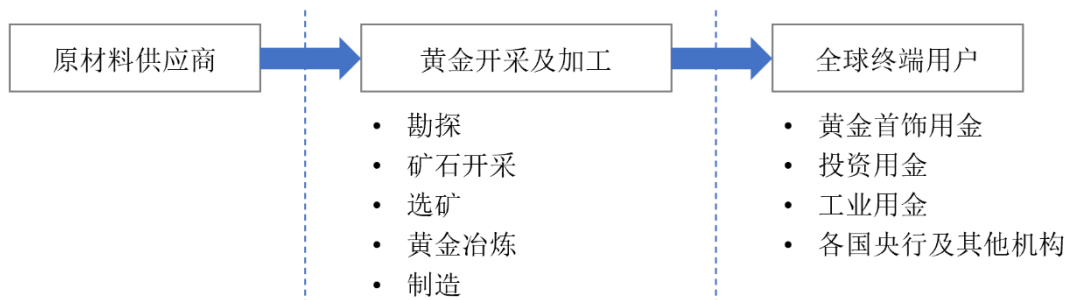 原材料供应商
黄金开采及加工
• 勘探
• 矿石开采
• 选矿
• 黄金冶炼
• 制造
全球终端用户
• 黄金首饰用金
• 投资用金
• 工业用金
• 各国央行及其他机构